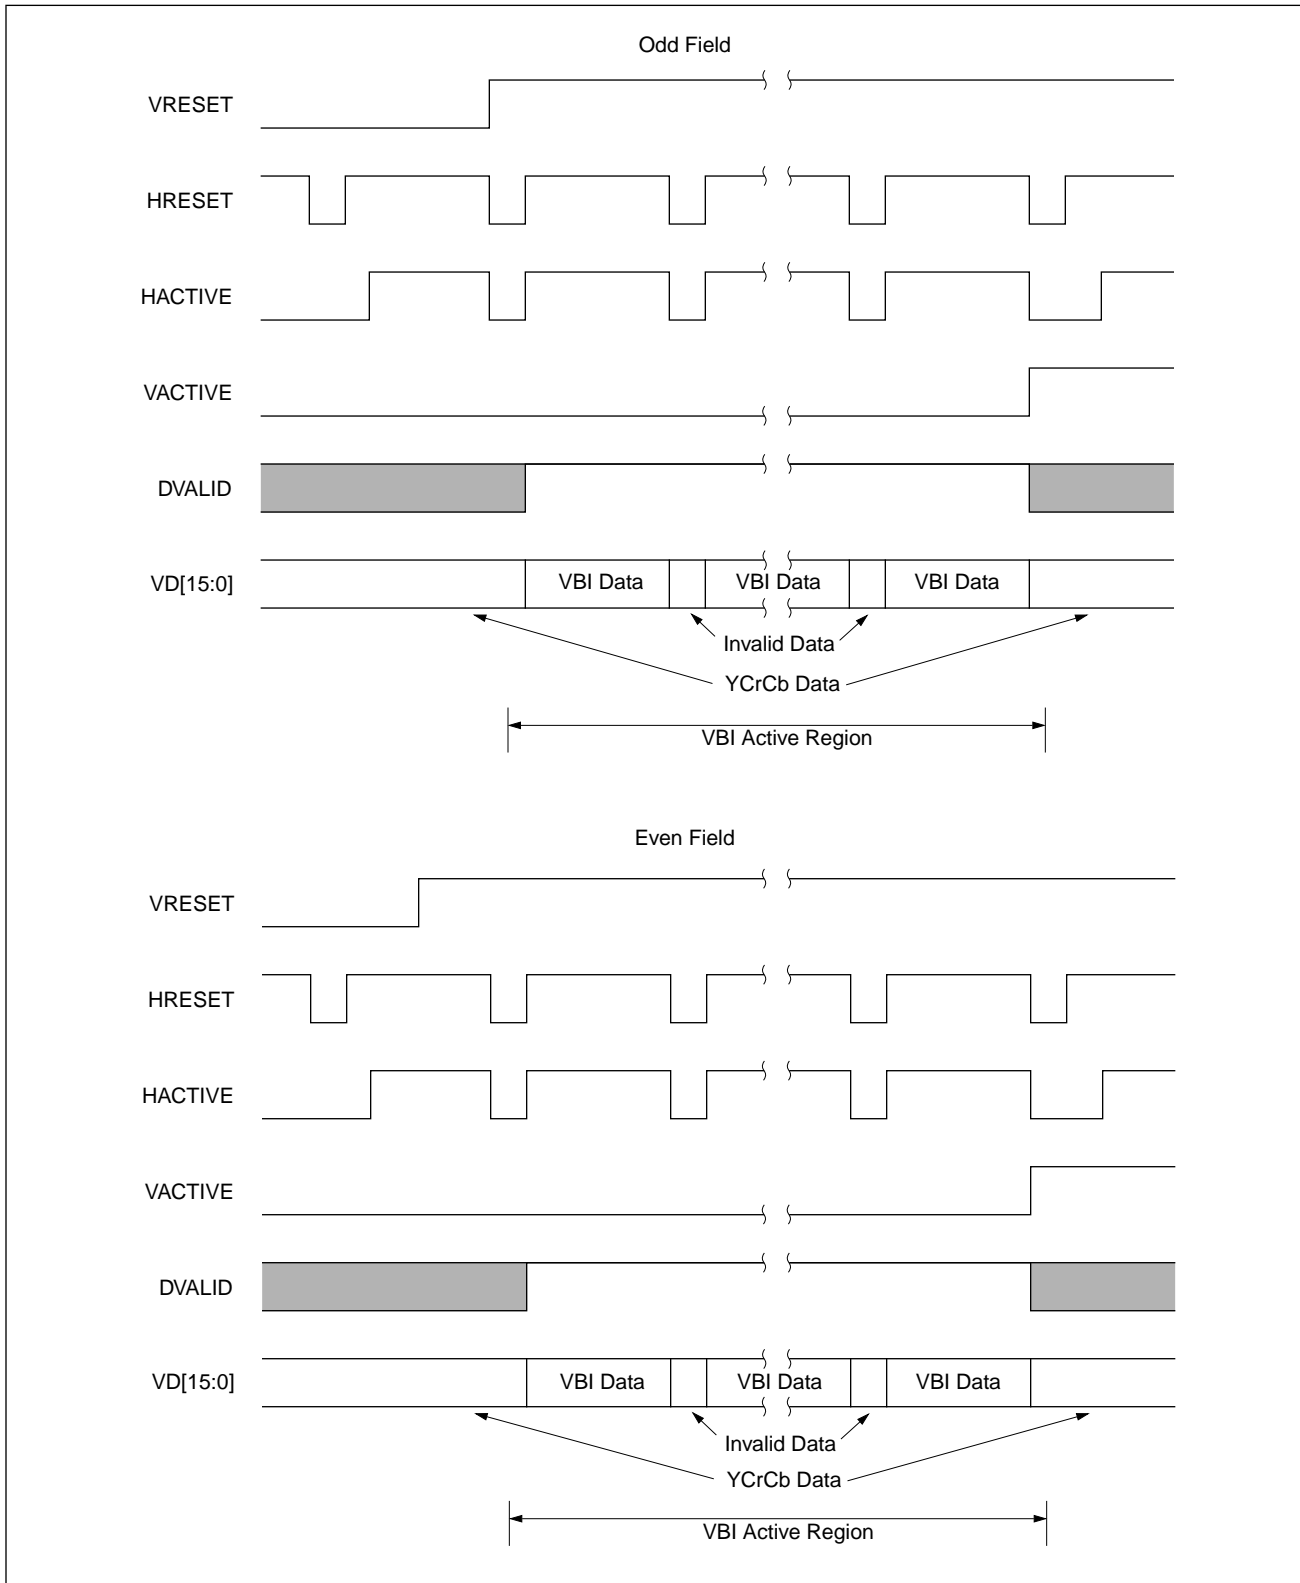 Odd Field
VRESET
HRESET
HACTIVE
VACTIVE
DVALID
VD[15:0]
VBI Data
VBI Data
VBI Data
Invalid Data
YCrCb Data
VBI Active Region
Even Field
VRESET
HRESET
HACTIVE
VACTIVE
DVALID
VD[15:0]
VBI Data
VBI Data
VBI Data
Invalid Data
YCrCb Data
VBI Active Region